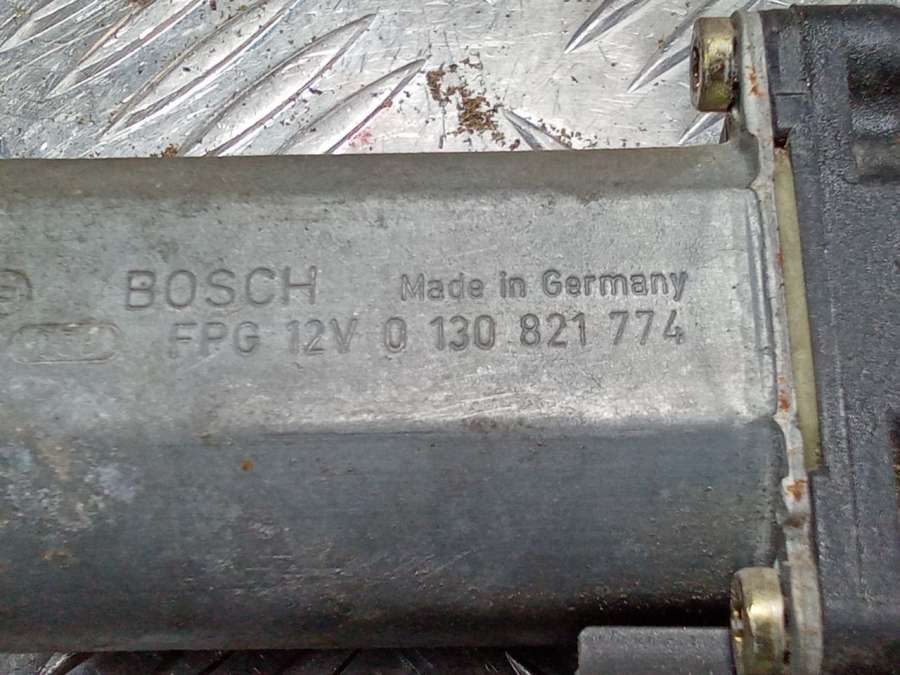 BOSCH Made in Germany
FPG 12V 0 130 821 774